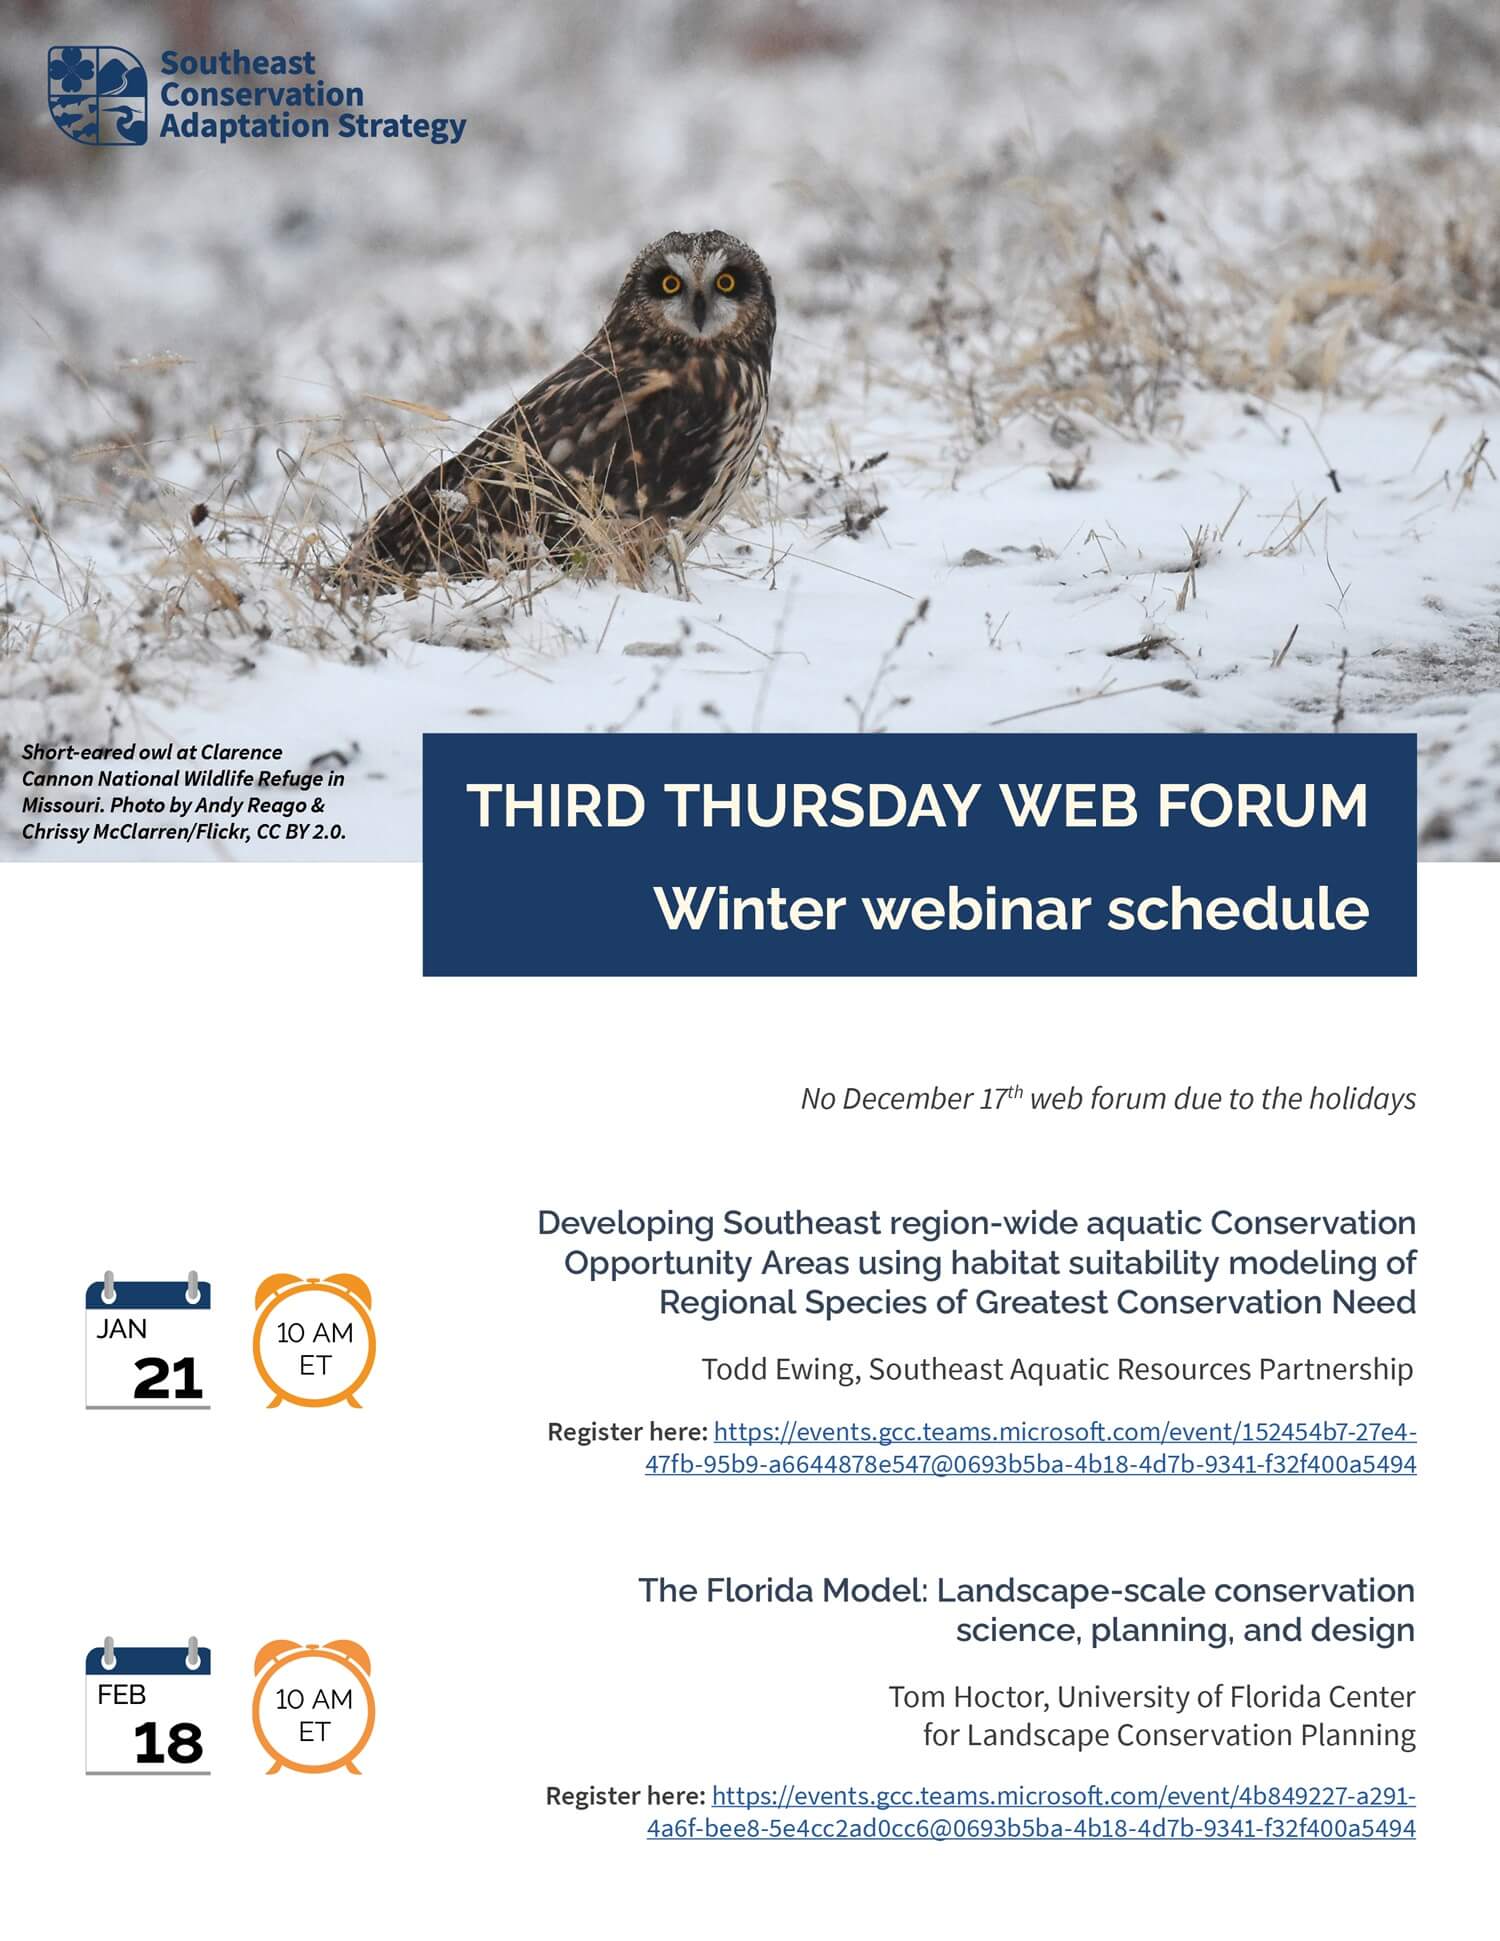 Southeast
Conservation
Adaptation Strategy
Short-eared owl at Clarence
Cannon National Wildlife Refuge in
Missouri. Photo by Andy Reago &
Chrissy McClarren/Flickr, CC BY 2.0.
THIRD THURSDAY WEB FORUM
Winter webinar schedule
No December 17th web forum due to the holidays
JAN
21
10 AM
ET
Developing Southeast region-wide aquatic Conservation
Opportunity Areas using habitat suitability modeling of
Regional Species of Greatest Conservation Need
Todd Ewing, Southeast Aquatic Resources Partnership
Register here: https://events.gcc.teams.microsoft.com/event/152454b7-27e4-
47fb-95b9-a6644878e547@0693b5ba-4b18-4d7b-9341-f32f400a5494
FEB
18
10 AM
ET
The Florida Model: Landscape-scale conservation
science, planning, and design
Tom Hoctor, University of Florida Center
for Landscape Conservation Planning
Register here: https://events.gcc.teams.microsoft.com/event/4b849227-a291-
4a6f-bee8-5e4cc2ad0cc6@0693b5ba-4b18-4d7b-9341-f32f400a5494